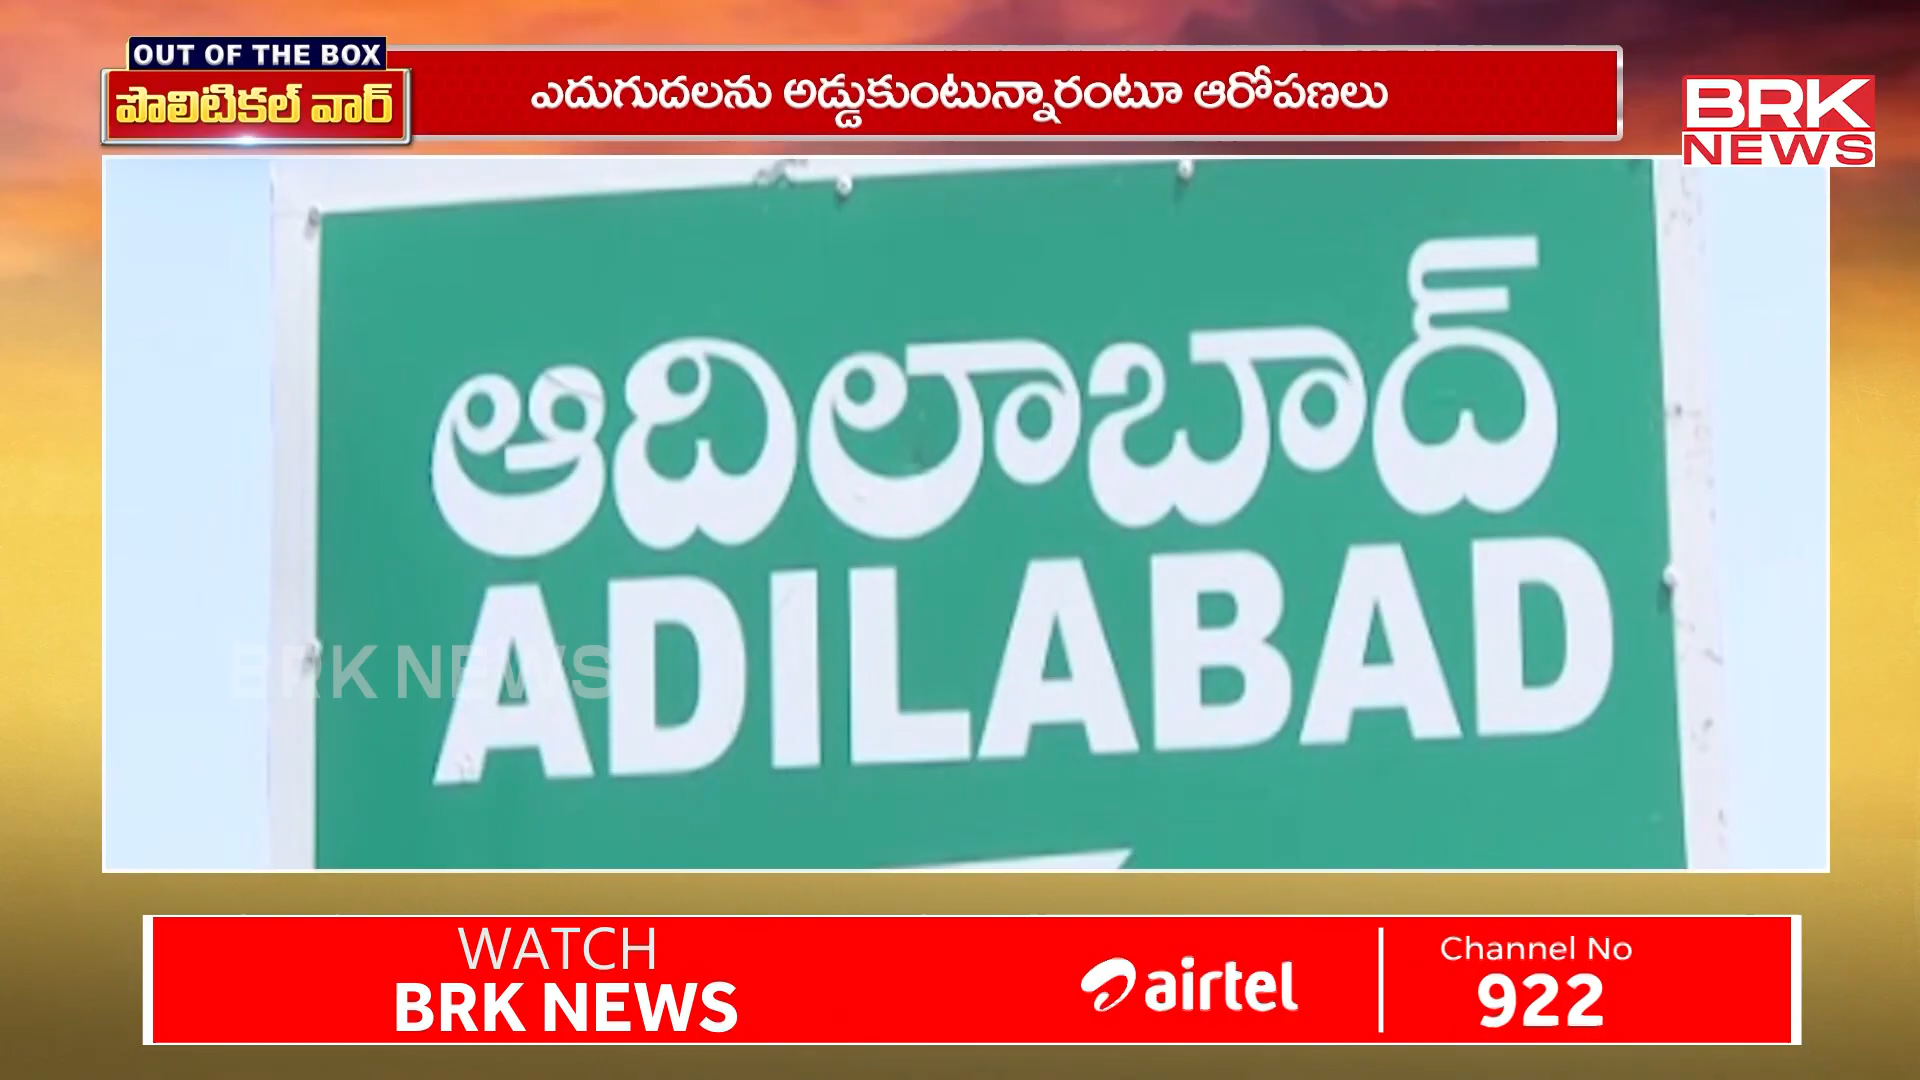 OUT OF THE BOX
పొలిటికల్ వార్
ఎదుగుదలను అడ్డుకుంటున్నారంటూ ఆరోపణలు
BRK
NEWS
ఆదిలాబాద్
ADILABAD
BRK NEWS
WATCH
BRK NEWS
airtel
Channel No
922